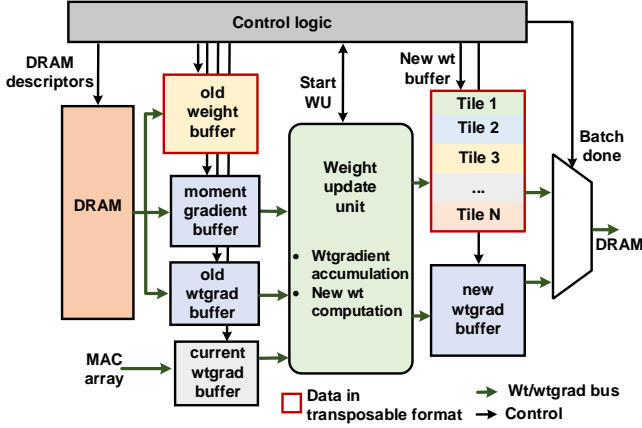 Control logic
DRAM
descriptors
Start
WU
New wt
buffer
old
weight
buffer
Tile 1
Tile 2
Tile 3
...
Tile N
Batch
done
DRAM
moment
gradient
buffer
Weight
update
unit
• Wtgradient
accumulation
• New wt
computation
DRAM
old
wtgrad
buffer
new
wtgrad
buffer
MAC
array
current
wtgrad
buffer
Data in
transposable format
Wt/wtgrad bus
Control